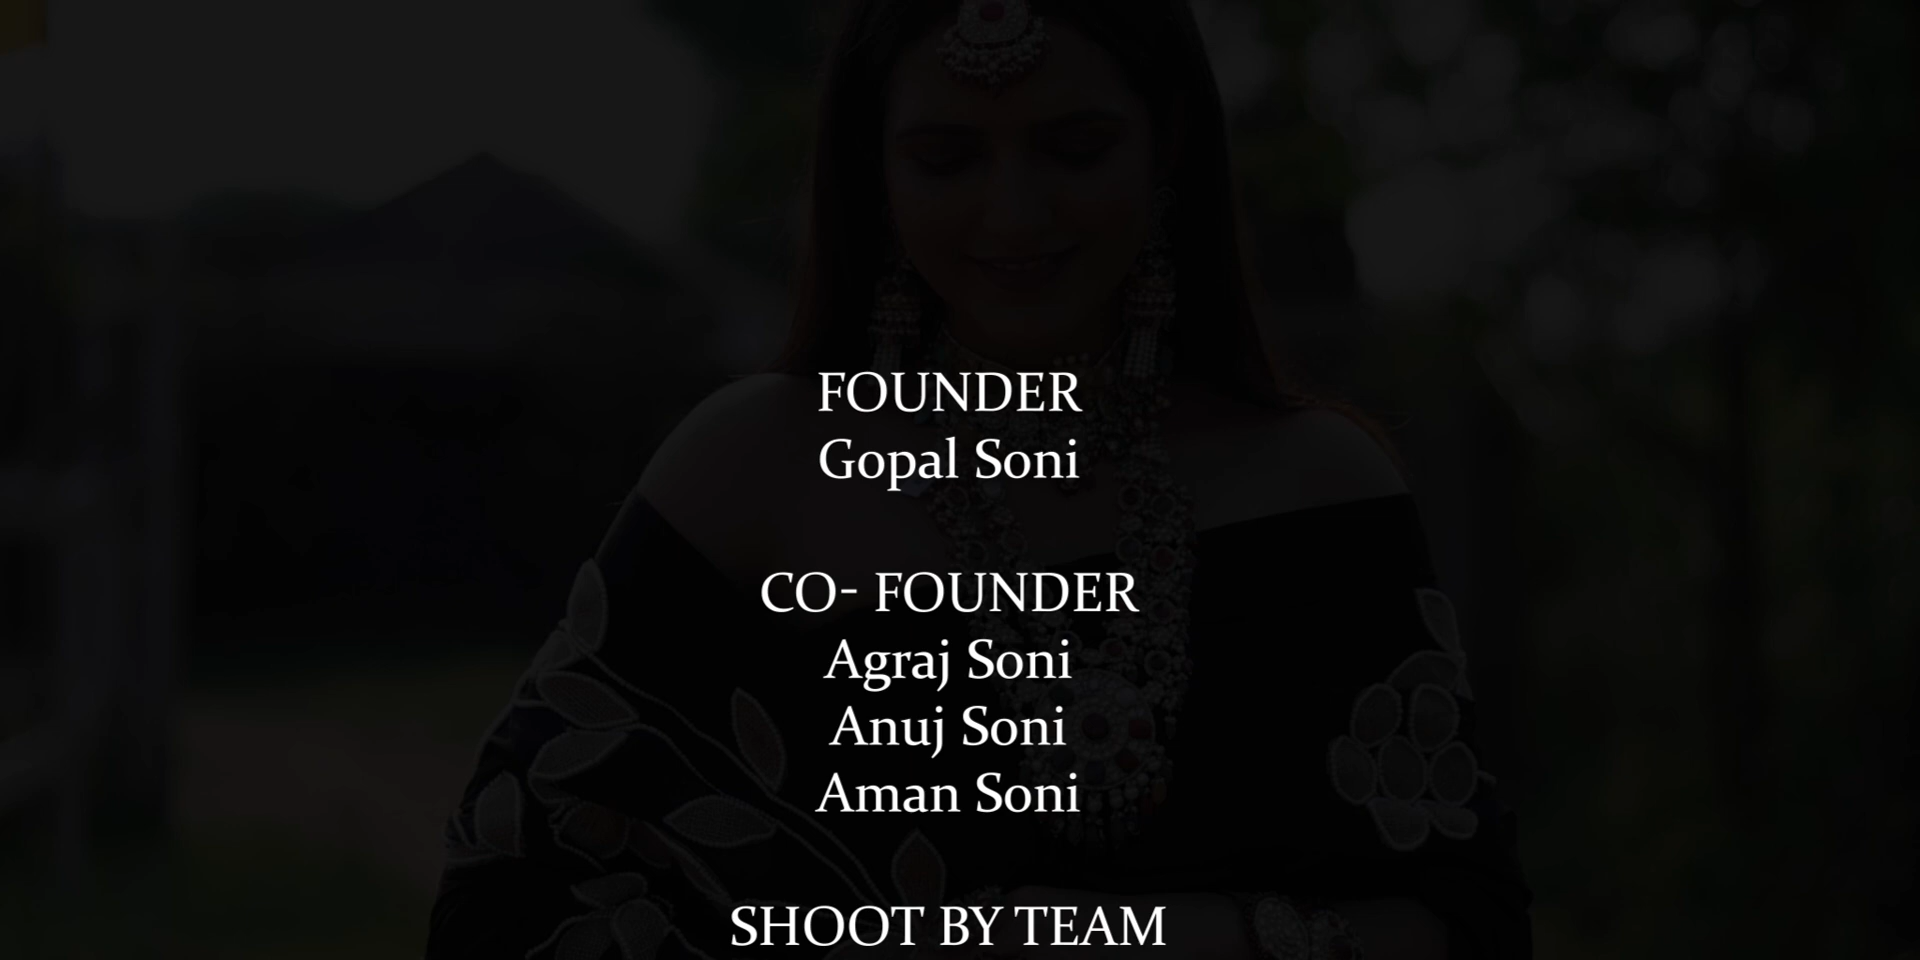 FOUNDER
Gopal Soni
CO- FOUNDER
Agraj Soni
Anuj Soni
Aman Soni
SHOOT BY TEAM